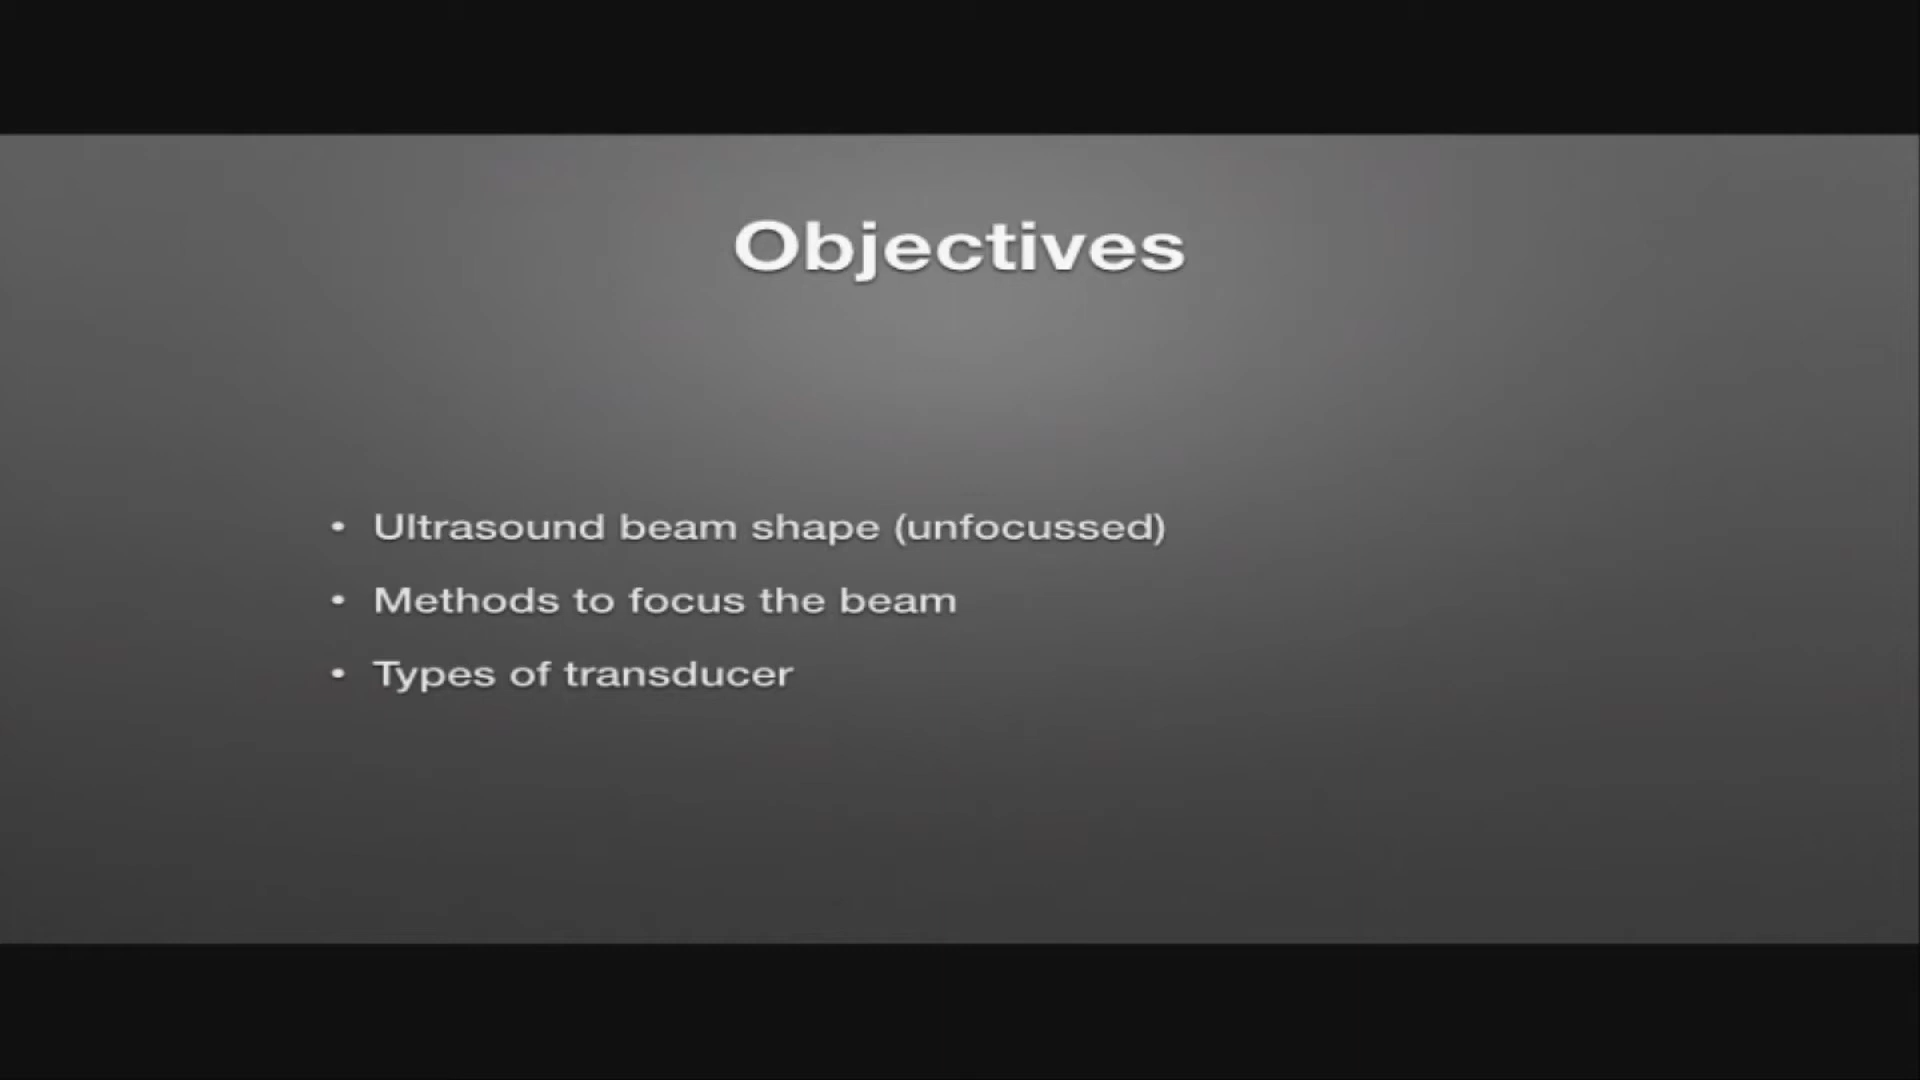 Objectives
• Ultrasound beam shape (unfocussed)
• Methods to focus the beam
• Types of transducer